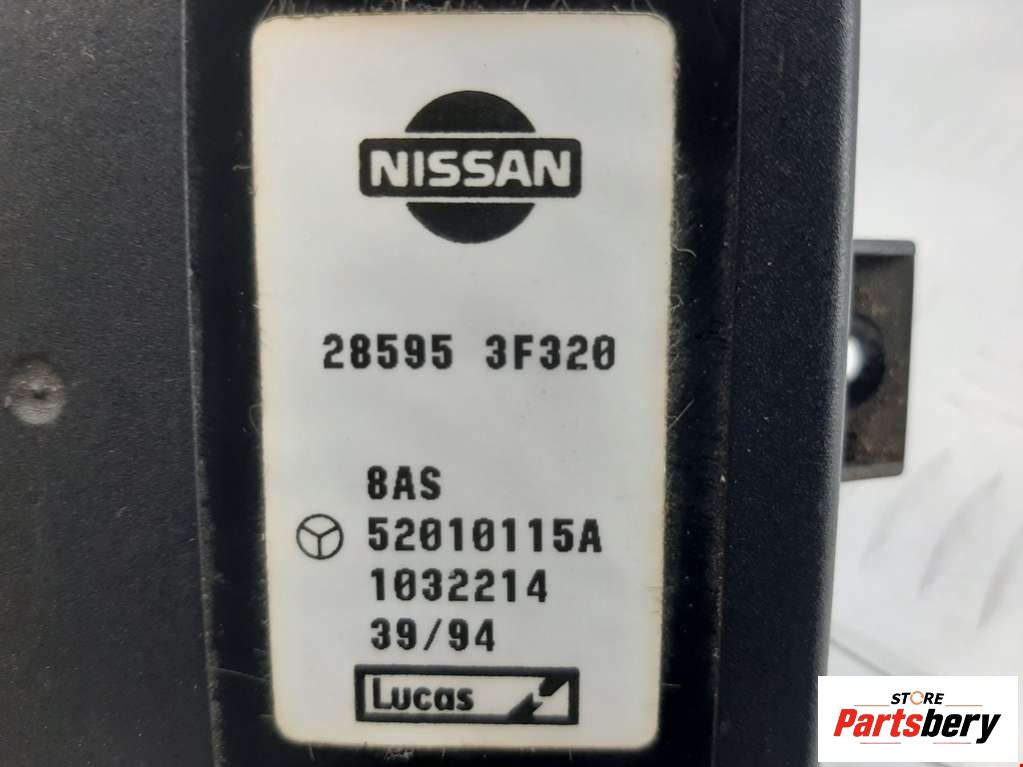 NISSAN
28595 3F320
8AS
52010115A
1032214
39/94
Lucas
STORE
Partsbery